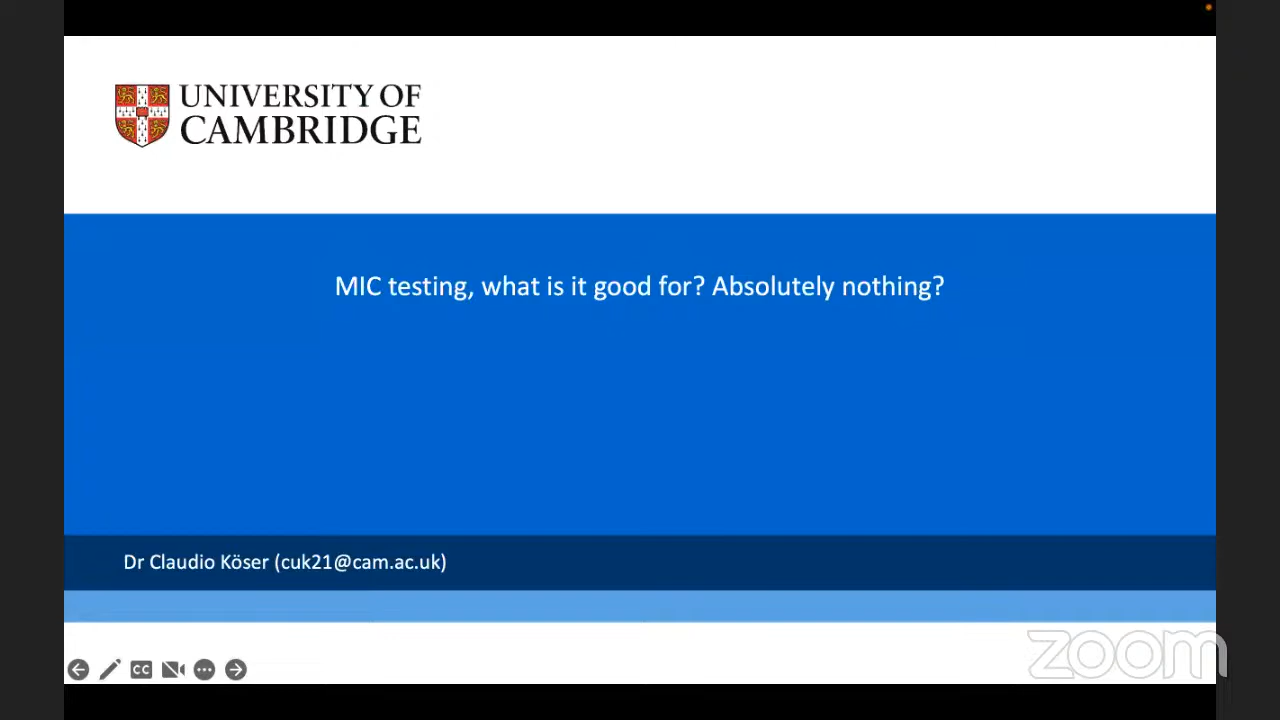 UNIVERSITY OF
CAMBRIDGE
MIC testing, what is it good for? Absolutely nothing?
Dr Claudio Köser (cuk21@cam.ac.uk)
CC
zoom